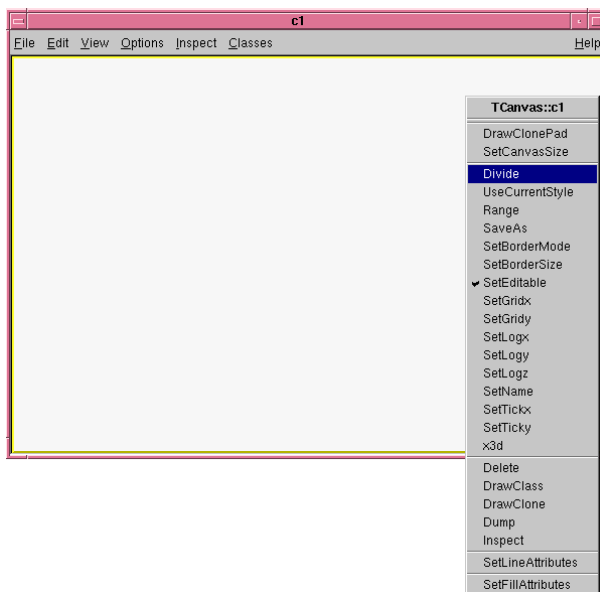 c1
File Edit View Options Inspect Classes Help
TCanvas::c1
DrawClonePad
SetCanvasSize
Divide
UseCurrentStyle
Range
SaveAs
SetBorderMode
SetBorderSize
SetEditable
SetGridx
SetGridy
SetLogx
SetLogy
SetLogz
SetName
SetTickx
SetTicky
x3d
Delete
DrawClass
DrawClone
Dump
Inspect
SetLineAttributes
SetFillAttributes